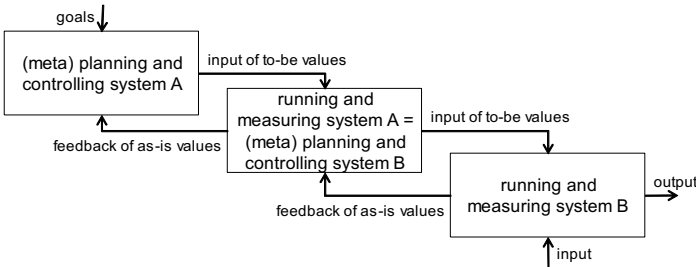 goals
(meta) planning and
controlling system A
input of to-be values
running and
measuring system A =
(meta) planning and
controlling system B
feedback of as-is values
input of to-be values
running and
measuring system B
output
feedback of as-is values
input